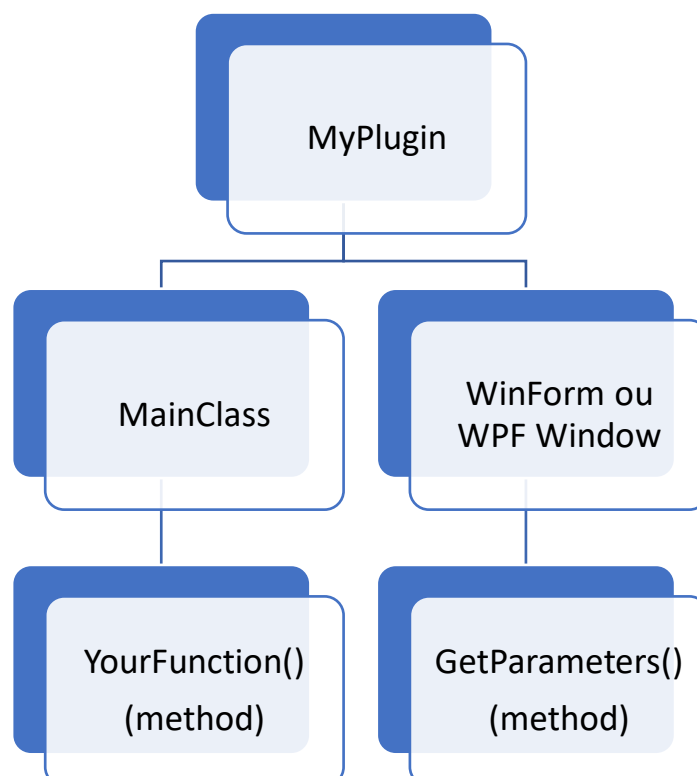 MyPlugin
MainClass
WinForm ou
WPF Window
YourFunction()
(method)
GetParameters()
(method)